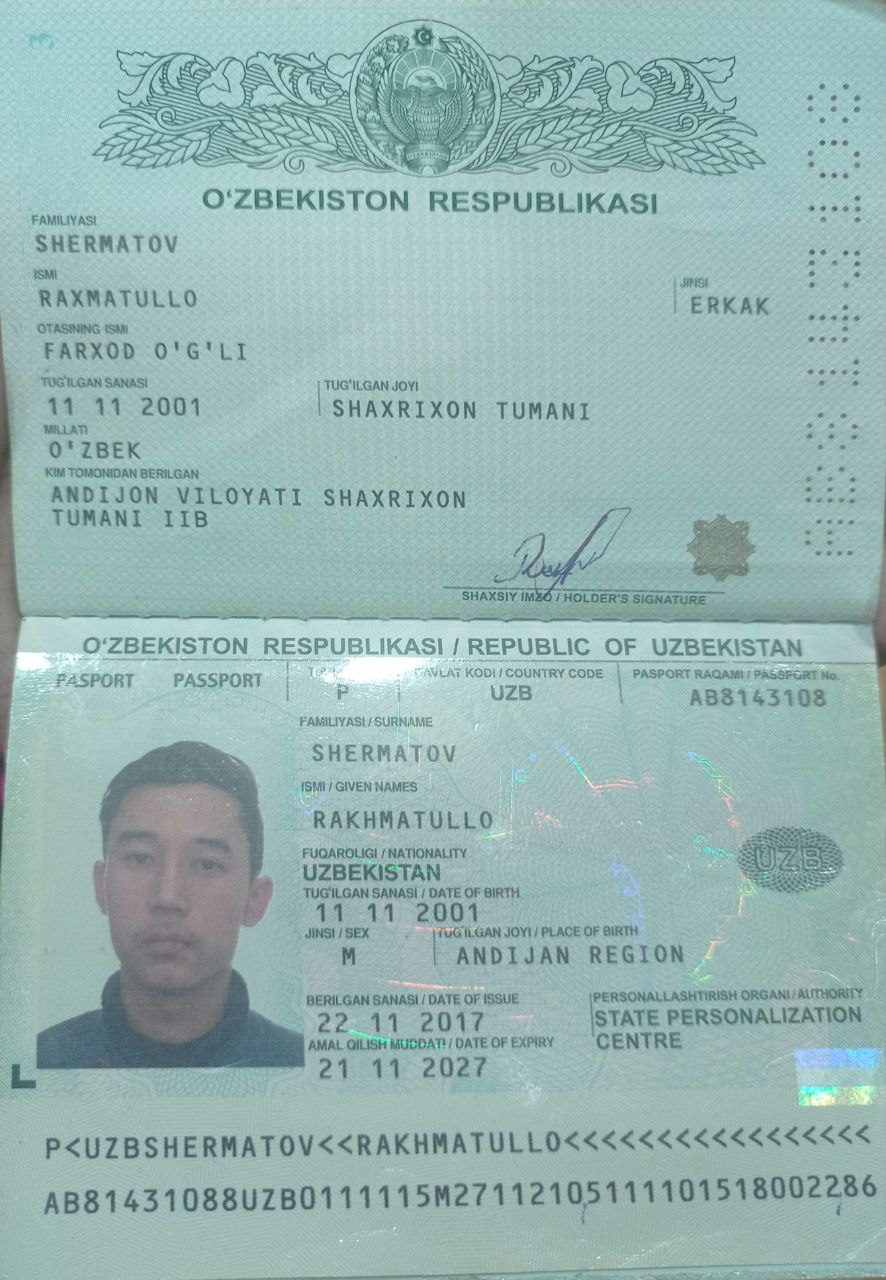 3
O‘ZBEKISTON RESPUBLIKASI
FAMILIYASI
SHERMATOV
ISMI
RAXMATULLO
JINSI
ERKAK
OTASINING ISMI
FARXOD O'G'LI
TUG‘ILGAN SANASI
11 11 2001
TUG‘ILGAN JOYI
SHAXRIXON TUMANI
MILLATI
O'ZBEK
KIM TOMONIDAN BERILGAN
ANDIJON VILOYATI SHAXRIXON
TUMANI IIB
SHAXSIY IMZO / HOLDER'S SIGNATURE
AB8143108
O‘ZBEKISTON RESPUBLIKASI / REPUBLIC OF UZBEKISTAN
PASPORT PASSPORT
P
DAVLAT KODI / COUNTRY CODE
UZB
PASPORT RAQAMI / PASSPORT No.
AB8143108
FAMILIYASI / SURNAME
SHERMATOV
ISMI / GIVEN NAMES
RAKHMATULLO
FUQAROLIGI / NATIONALITY
UZBEKISTAN
UZB
TUG‘ILGAN SANASI / DATE OF BIRTH
11 11 2001
JINSI / SEX
M
TUG‘ILGAN JOYI / PLACE OF BIRTH
ANDIJAN REGION
BERILGAN SANASI / DATE OF ISSUE
22 11 2017
PERSONALLASHTIRISH ORGANI / AUTHORITY
STATE PERSONALIZATION
CENTRE
AMAL QILISH MUDDATI / DATE OF EXPIRY
21 11 2027
P<UZBSHERMATOV<<RAKHMATULLO<<<<<<<<<<<<<<<<<
AB81431088UZB0111115M27112105111101518002286